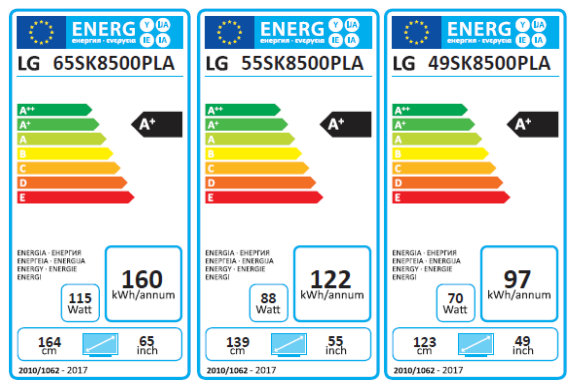 ENERG Y IJA
енергия · ενεργεια IE IA
LG 65SK8500PLA
A++
A+
A
B
C
D
E
A+
ENERGIA · ЕНЕРГИЯ
ΕΝΕΡΓΕΙΑ · ENERGIJA
ENERGY · ENERGIE
ENERGI
160
kWh/annum
115
Watt
164
cm
65
inch
2010/1062 - 2017
ENERG Y IJA
енергия · ενεργεια IE IA
LG 55SK8500PLA
A++
A+
A
B
C
D
E
A+
ENERGIA · ЕНЕРГИЯ
ΕΝΕΡΓΕΙΑ · ENERGIJA
ENERGY · ENERGIE
ENERGI
122
kWh/annum
88
Watt
139
cm
55
inch
2010/1062 - 2017
ENERG Y IJA
енергия · ενεργεια IE IA
LG 49SK8500PLA
A++
A+
A
B
C
D
E
A+
ENERGIA · ЕНЕРГИЯ
ΕΝΕΡΓΕΙΑ · ENERGIJA
ENERGY · ENERGIE
ENERGI
97
kWh/annum
70
Watt
123
cm
49
inch
2010/1062 - 2017